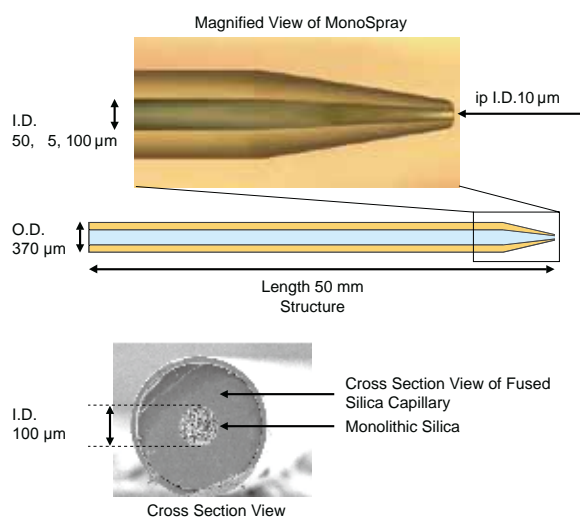 Magnified View of MonoSpray
I.D.
50, 5, 100 µm
ip I.D.10 µm
O.D.
370 µm
Length 50 mm
Structure
I.D.
100 µm
Cross Section View of Fused
Silica Capillary
Monolithic Silica
Cross Section View